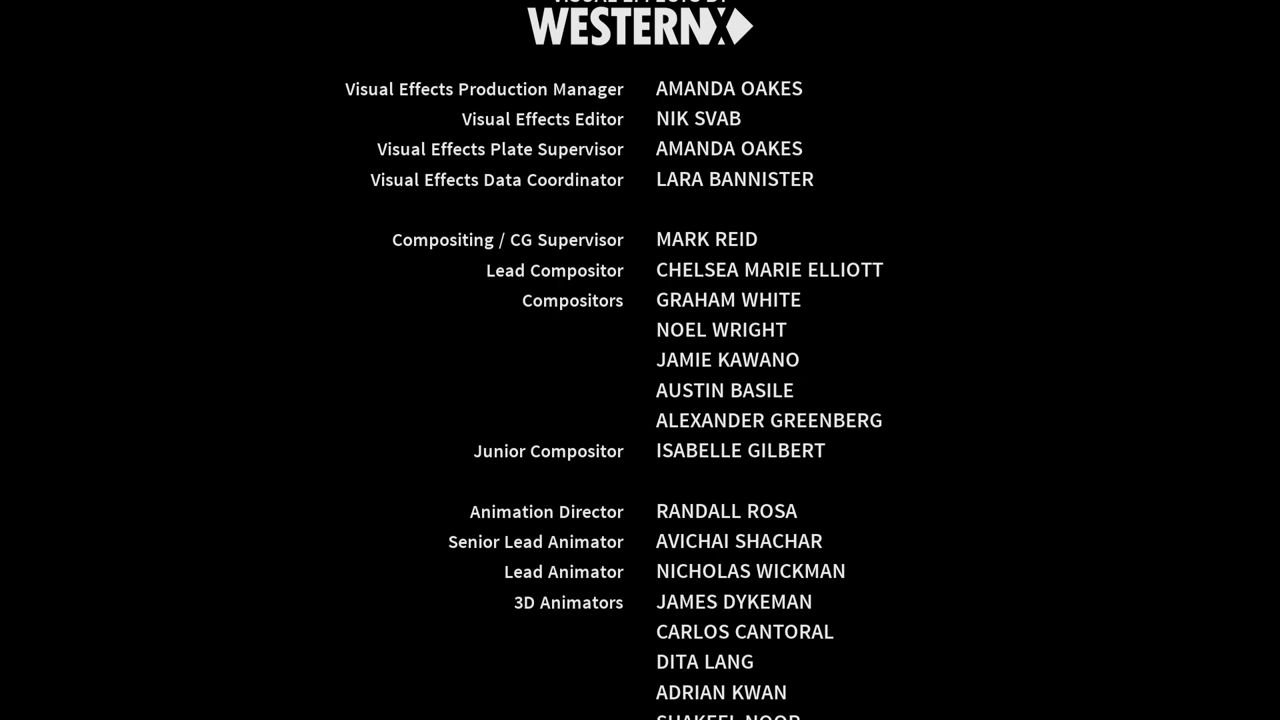 WESTERNX
Visual Effects Production Manager AMANDA OAKES
Visual Effects Editor NIK SVAB
Visual Effects Plate Supervisor AMANDA OAKES
Visual Effects Data Coordinator LARA BANNISTER
Compositing / CG Supervisor MARK REID
Lead Compositor CHELSEA MARIE ELLIOTT
Compositors GRAHAM WHITE
NOEL WRIGHT
JAMIE KAWANO
AUSTIN BASILE
ALEXANDER GREENBERG
Junior Compositor ISABELLE GILBERT
Animation Director RANDALL ROSA
Senior Lead Animator AVICHAI SHACHAR
Lead Animator NICHOLAS WICKMAN
3D Animators JAMES DYKEMAN
CARLOS CANTORAL
DITA LANG
ADRIAN KWAN